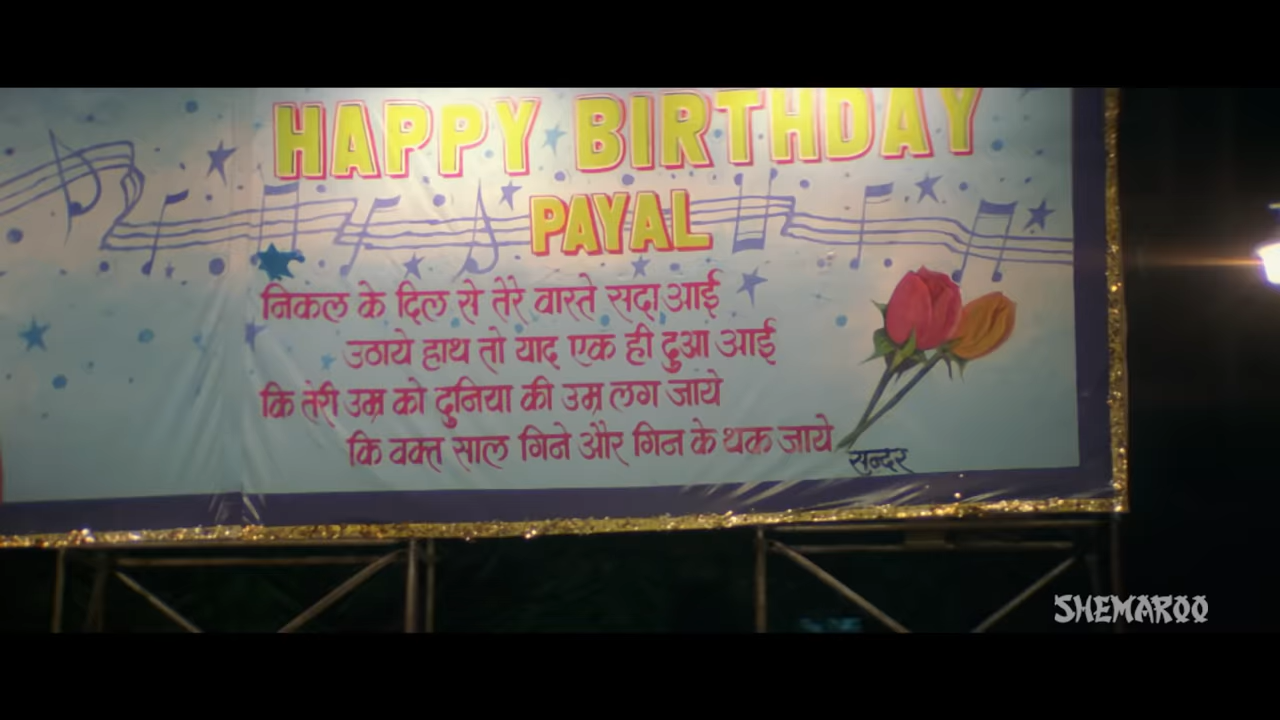 HAPPY BIRTHDAY
PAYAL
निकल के दिल से तेरे वास्ते सदा आई
उठाये हाथ तो याद एक ही दुआ आई
कि तेरी उम्र को दुनिया की उम्र लग जाये
कि वक्त साल गिने और गिन के थक जाये
सुन्दर
SHEMAROO